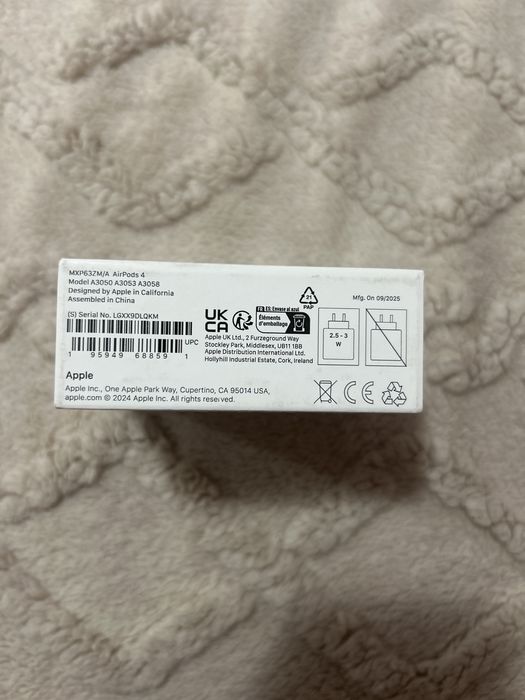 MXP63ZM/A AirPods 4
Model A3050 A3053 A3058
Designed by Apple in California
Assembled in China
(S) Serial No. LGXX9DLQKM
UPC
1 95949 68859 1
Apple
Apple Inc., One Apple Park Way, Cupertino, CA 95014 USA,
apple.com © 2024 Apple Inc. All rights reserved.
UK
CA
FR ES: Envase al azul
Éléments
d'emballage
Apple UK Ltd., 2 Furzeground Way
Stockley Park, Middlesex, UB11 1BB
Apple Distribution International Ltd.
Hollyhill Industrial Estate, Cork, Ireland
21
PAP
Mfg. On 09/2025
2.5 - 3
W
CE